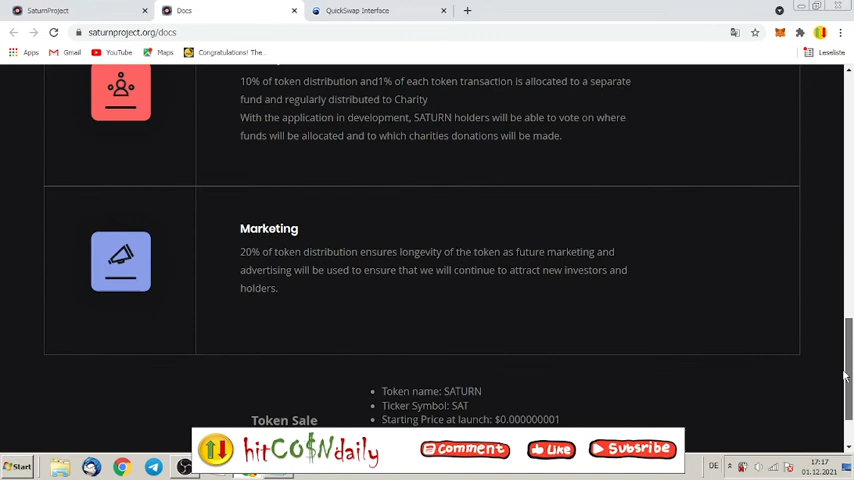 SaturnProject
Docs
QuickSwap Interface
saturnproject.org/docs
Apps
Gmail
YouTube
Maps
Congratulations! The...
Leseliste
10% of token distribution and1% of each token transaction is allocated to a separate
fund and regularly distributed to Charity
With the application in development, SATURN holders will be able to vote on where
funds will be allocated and to which charities donations will be made.
Marketing
20% of token distribution ensures longevity of the token as future marketing and
advertising will be used to ensure that we will continue to attract new investors and
holders.
Token name: SATURN
Ticker Symbol: SAT
Token Sale
Starting Price at launch: $0.000000001
hitCO$Ndaily
Comment
Like
Subsribe
Start
DE
17:17
01.12.2021